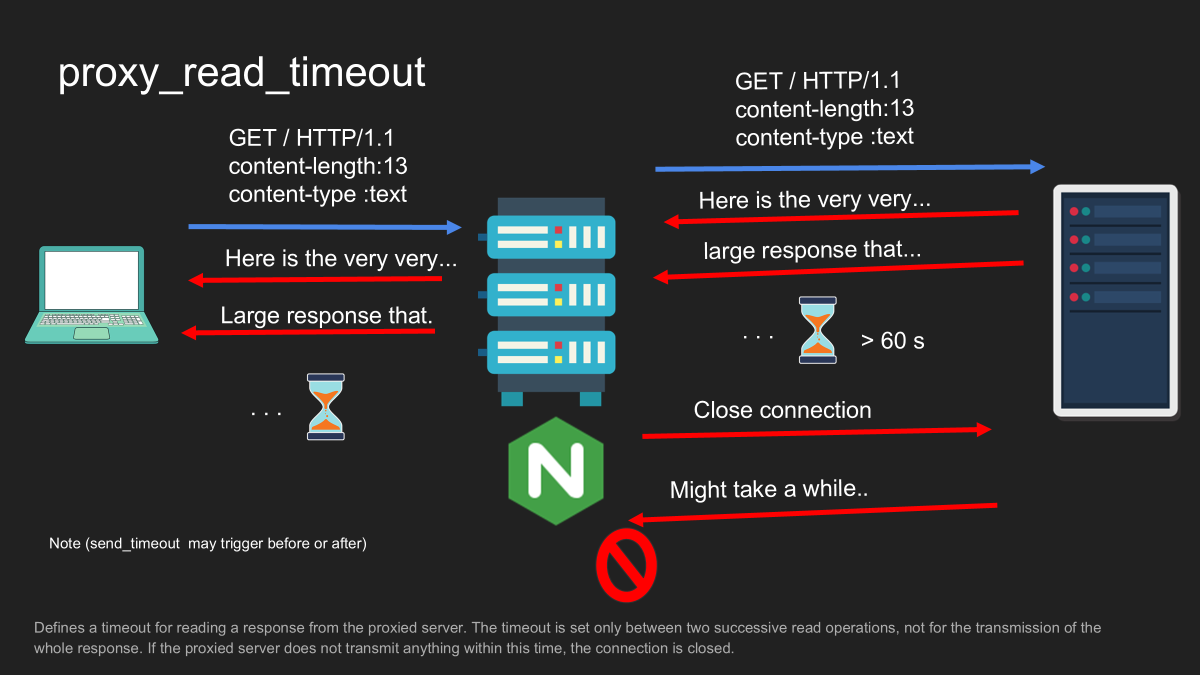 proxy_read_timeout
GET / HTTP/1.1
content-length:13
content-type :text
Here is the very very...
Large response that.
. . .
GET / HTTP/1.1
content-length:13
content-type :text
Here is the very very...
large response that...
. . .
> 60 s
Close connection
Might take a while..
N
Note (send_timeout  may trigger before or after)
Defines a timeout for reading a response from the proxied server. The timeout is set only between two successive read operations, not for the transmission of the
whole response. If the proxied server does not transmit anything within this time, the connection is closed.